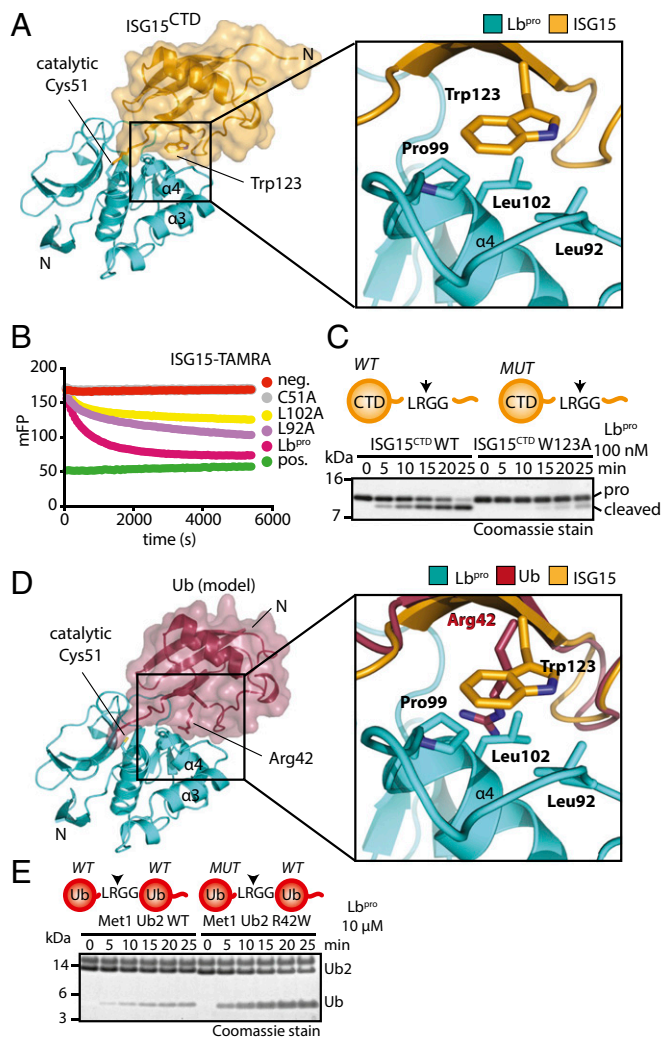 A
ISG15CTD
N
catalytic
Cys51
α4
α3
Trp123
N
Lbpro ISG15
Trp123
Pro99
Leu102
α4
Leu92
B
ISG15-TAMRA
200
150
100
50
0
mFP
0 2000 4000 6000
time (s)
neg.
C51A
L102A
L92A
Lbpro
pos.
C
WT MUT
CTD LRGG CTD LRGG
Lbpro
ISG15CTD WT ISG15CTD W123A 100 nM
kDa 0 5 10 15 20 25 0 5 10 15 20 25 min
16
pro
cleaved
7
Coomassie stain
D
Ub (model)
N
catalytic
Cys51
Arg42
α4
α3
N
Lbpro Ub ISG15
Arg42
Trp123
Pro99
Leu102
α4
Leu92
E
WT WT MUT WT
Ub LRGG Ub Ub LRGG Ub
Lbpro
Met1 Ub2 WT Met1 Ub2 R42W 10 µM
kDa 0 5 10 15 20 25 0 5 10 15 20 25 min
14
Ub2
6
Ub
3
Coomassie stain